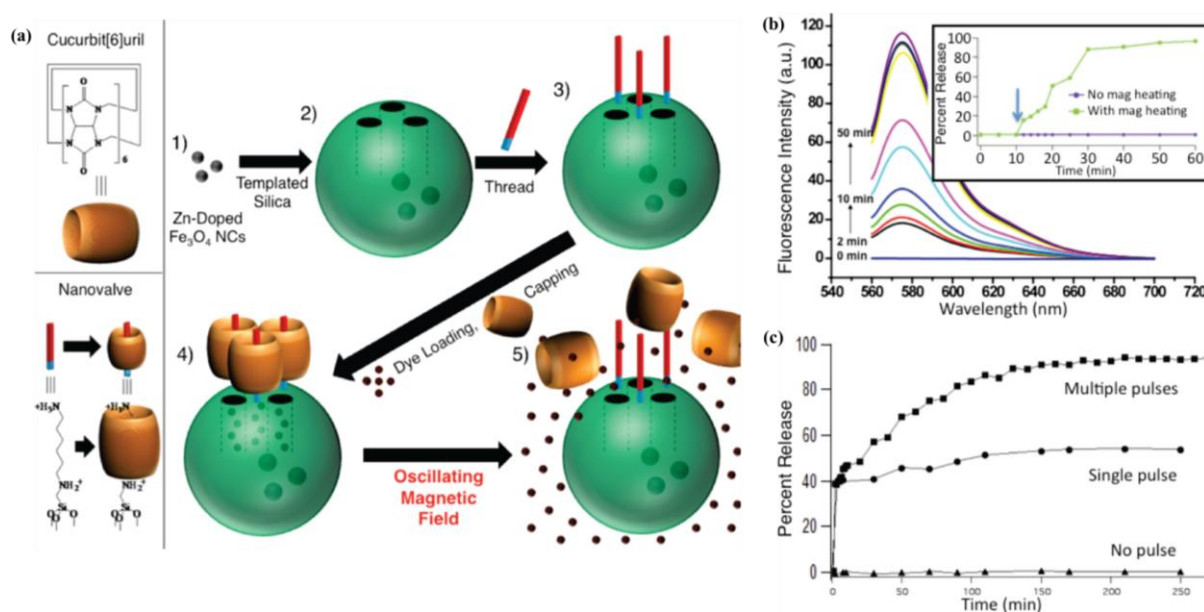 (a)
Cucurbit[6]uril
O
N N
N N
O
6
Nanovalve
+H₃N
+H₃N
NH₂⁺
NH₂⁺
Si
Si
O O O
O O O
1)
Zn-Doped
Fe₃O₄ NCs
Templated
Silica
2)
Thread
3)
Dye Loading,
Capping
4)
Oscillating
Magnetic
Field
5)
(b)
Fluorescence Intensity (a.u.)
120
100
80
60
40
20
0
50 min
10 min
2 min
0 min
540 560 580 600 620 640 660 680 700 720
Wavelength (nm)
Percent Release
100
80
60
40
20
0
No mag heating
With mag heating
0 10 20 30 40 50 60
Time (min)
(c)
Percent Release
100
80
60
40
20
0
Multiple pulses
Single pulse
No pulse
0 50 100 150 200 250
Time (min)